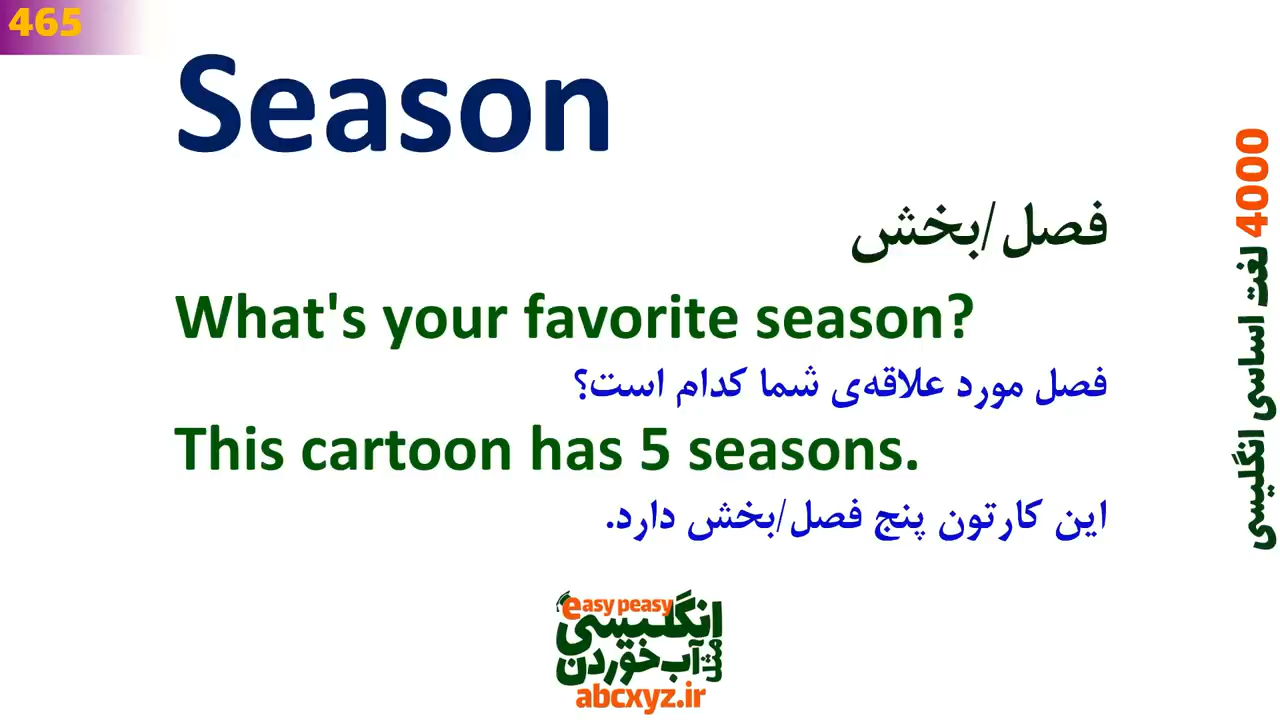 465
Season
فصل/بخش
What's your favorite season?
فصل مورد علاقه‌ی شما کدام است؟
This cartoon has 5 seasons.
این کارتون پنج فصل/بخش دارد.
4000 لغت اساسی انگلیسی
easy peasy
انگلیسی
مثل آب خوردن
abcxyz.ir